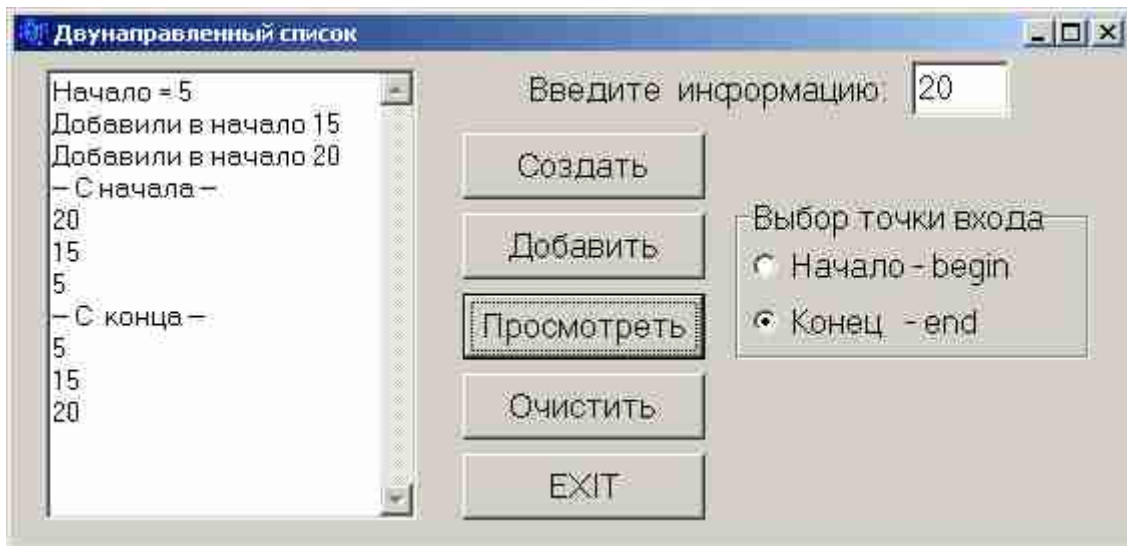 Двунаправленный список
Начало = 5
Добавили в начало 15
Добавили в начало 20
-- С начала --
20
15
5
-- С конца --
5
15
20
Введите информацию:
20
Создать
Добавить
Просмотреть
Очистить
EXIT
Выбор точки входа
Начало - begin
Конец - end